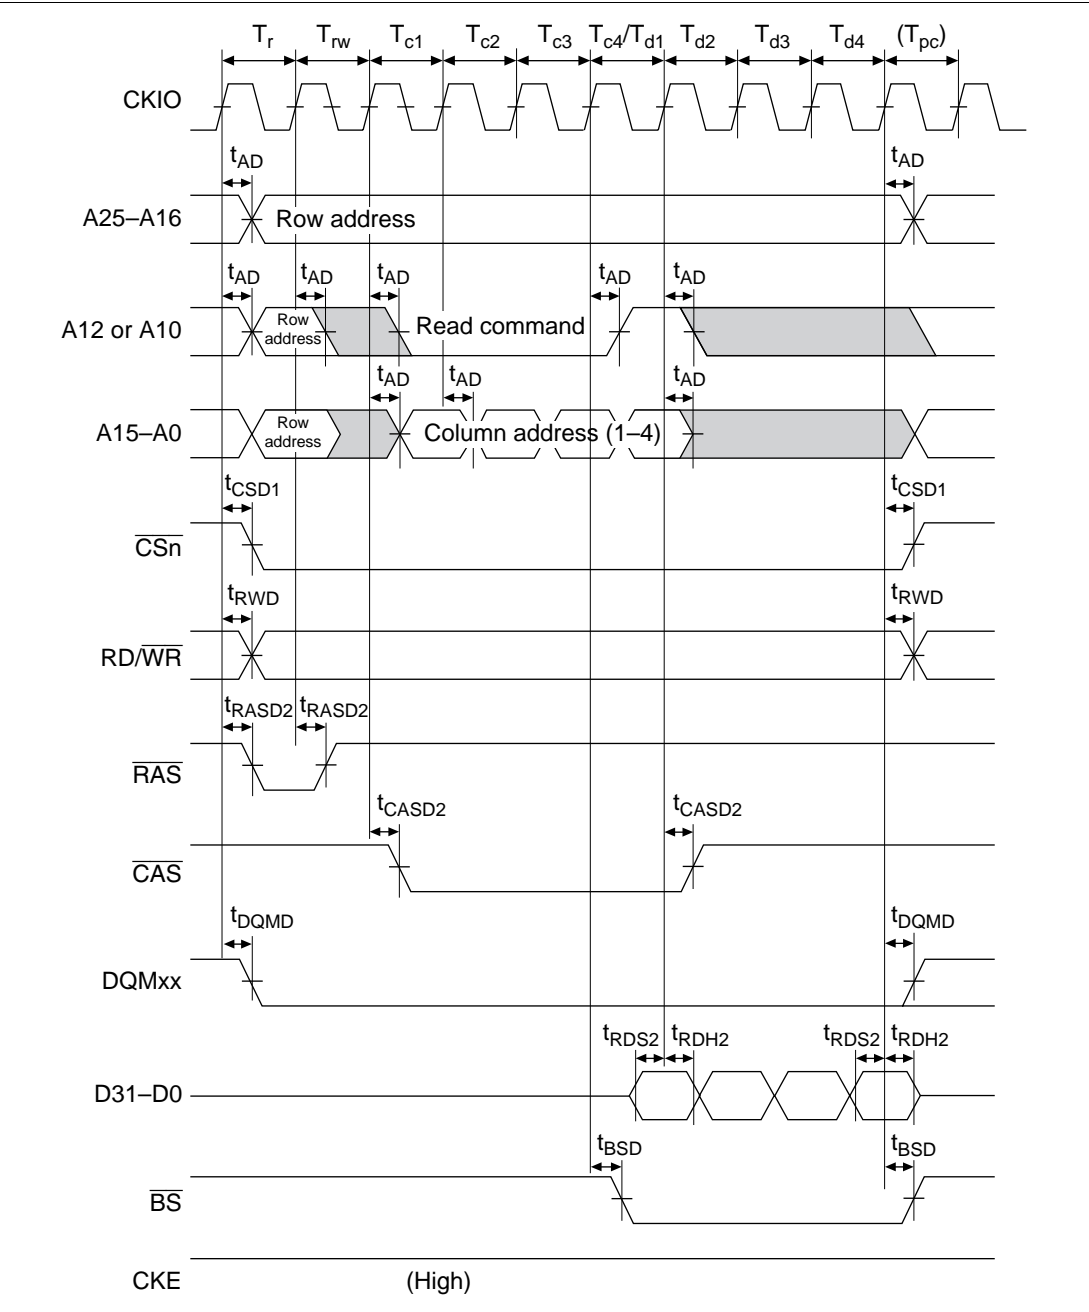 Tr Trw Tc1 Tc2 Tc3 Tc4/Td1 Td2 Td3 Td4 (Tpc)
CKIO
tAD tAD
A25–A16 Row address
tAD tAD tAD tAD tAD
A12 or A10 Row address Read command
tAD tAD tAD
A15–A0 Row address Column address (1–4)
tCSD1 tCSD1
CSn
tRWD tRWD
RD/WR
tRASD2 tRASD2
RAS
tCASD2 tCASD2
CAS
tDQMD tDQMD
DQMxx
tRDS2 tRDH2 tRDS2 tRDH2
D31–D0
tBSD tBSD
BS
CKE (High)